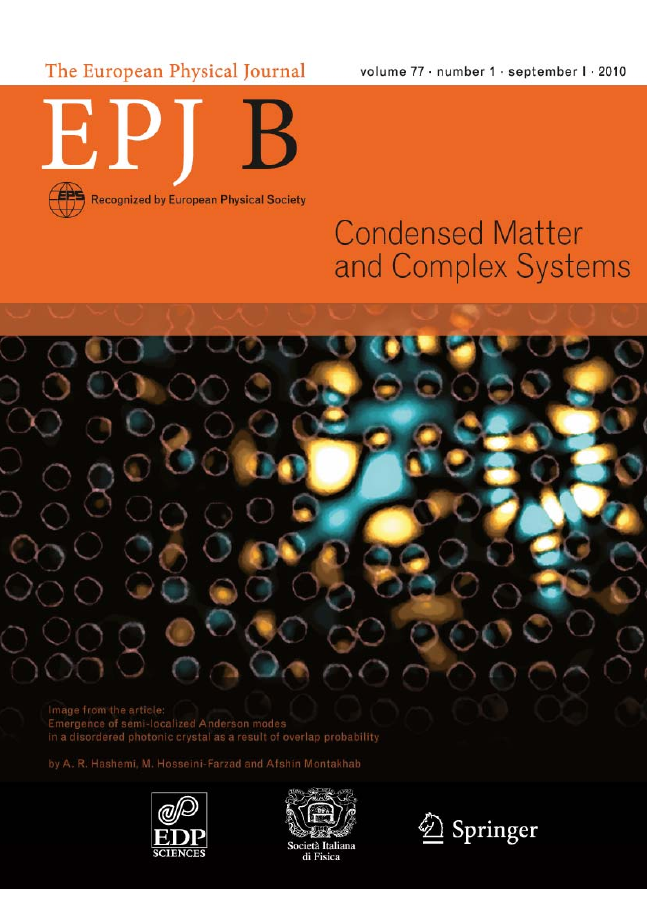 The European Physical Journal
volume 77 · number 1 · september I · 2010
EPJ B
EPS
Recognized by European Physical Society
Condensed Matter
and Complex Systems
Image from the article:
Emergence of semi-localized Anderson modes
in a disordered photonic crystal as a result of overlap probability
by A. R. Hashemi, M. Hosseini-Farzad and Afshin Montakhab
EDP
SCIENCES
Società Italiana
di Fisica
Springer